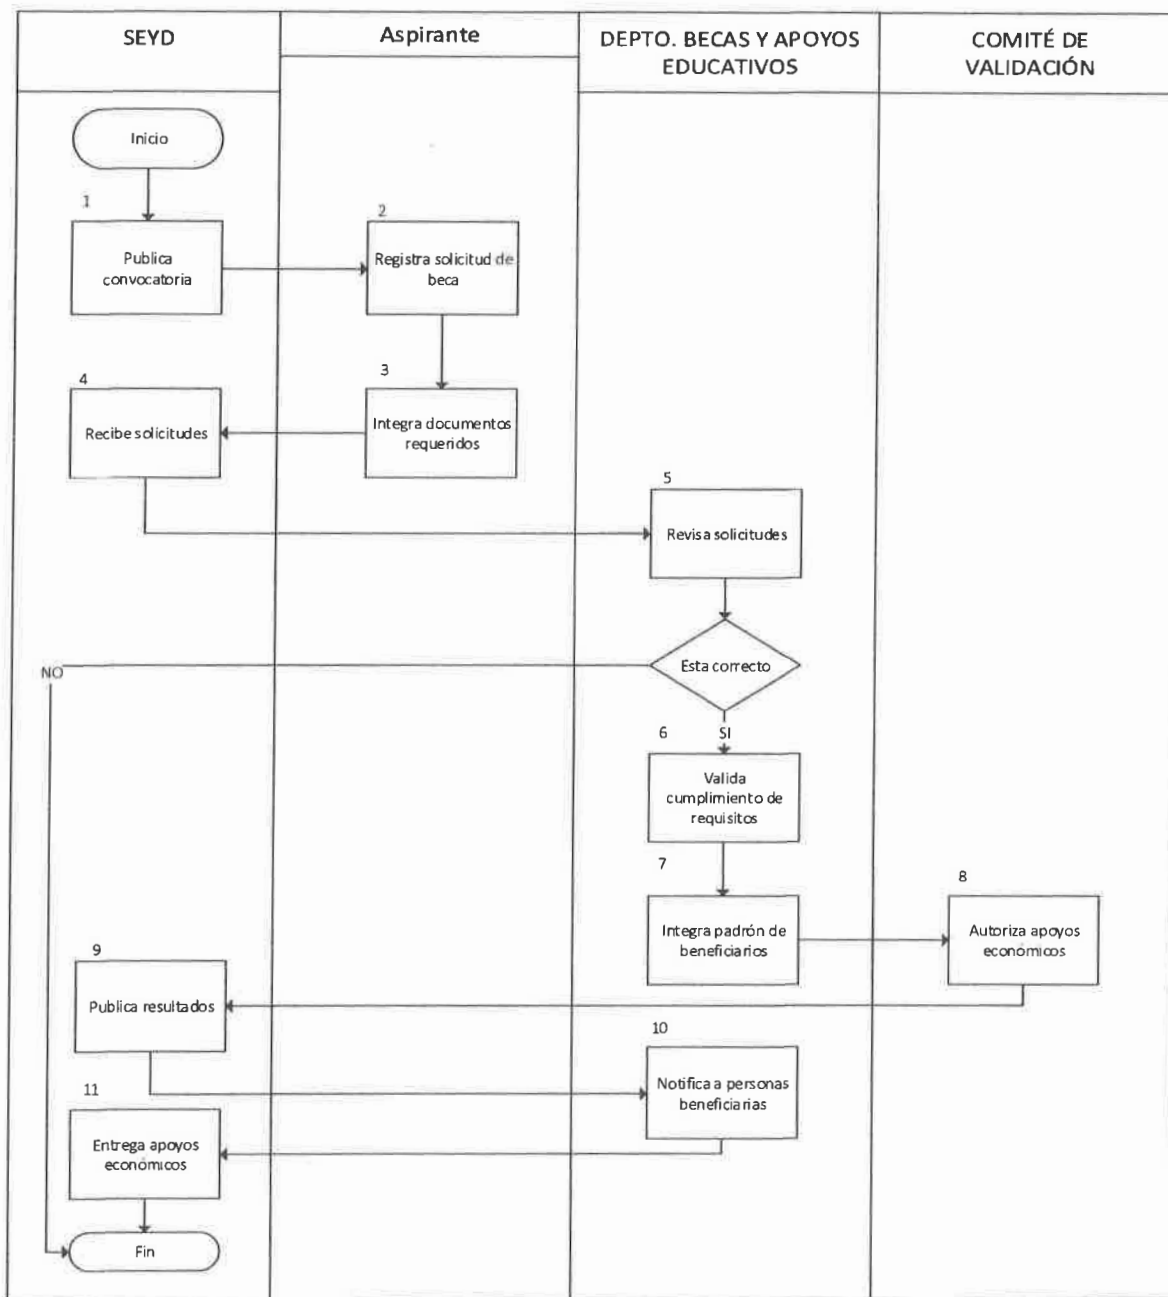 SEYD
Aspirante
DEPTO. BECAS Y APOYOS
EDUCATIVOS
COMITÉ DE
VALIDACIÓN
Inicio
1
Publica
convocatoria
2
Registra solicitud de
beca
3
Integra documentos
requeridos
4
Recibe solicitudes
5
Revisa solicitudes
Esta correcto
NO
SI
6
Valida
cumplimiento de
requisitos
7
Integra padrón de
beneficiarios
8
Autoriza apoyos
económicos
9
Publica resultados
10
Notifica a personas
beneficiarias
11
Entrega apoyos
económicos
Fin